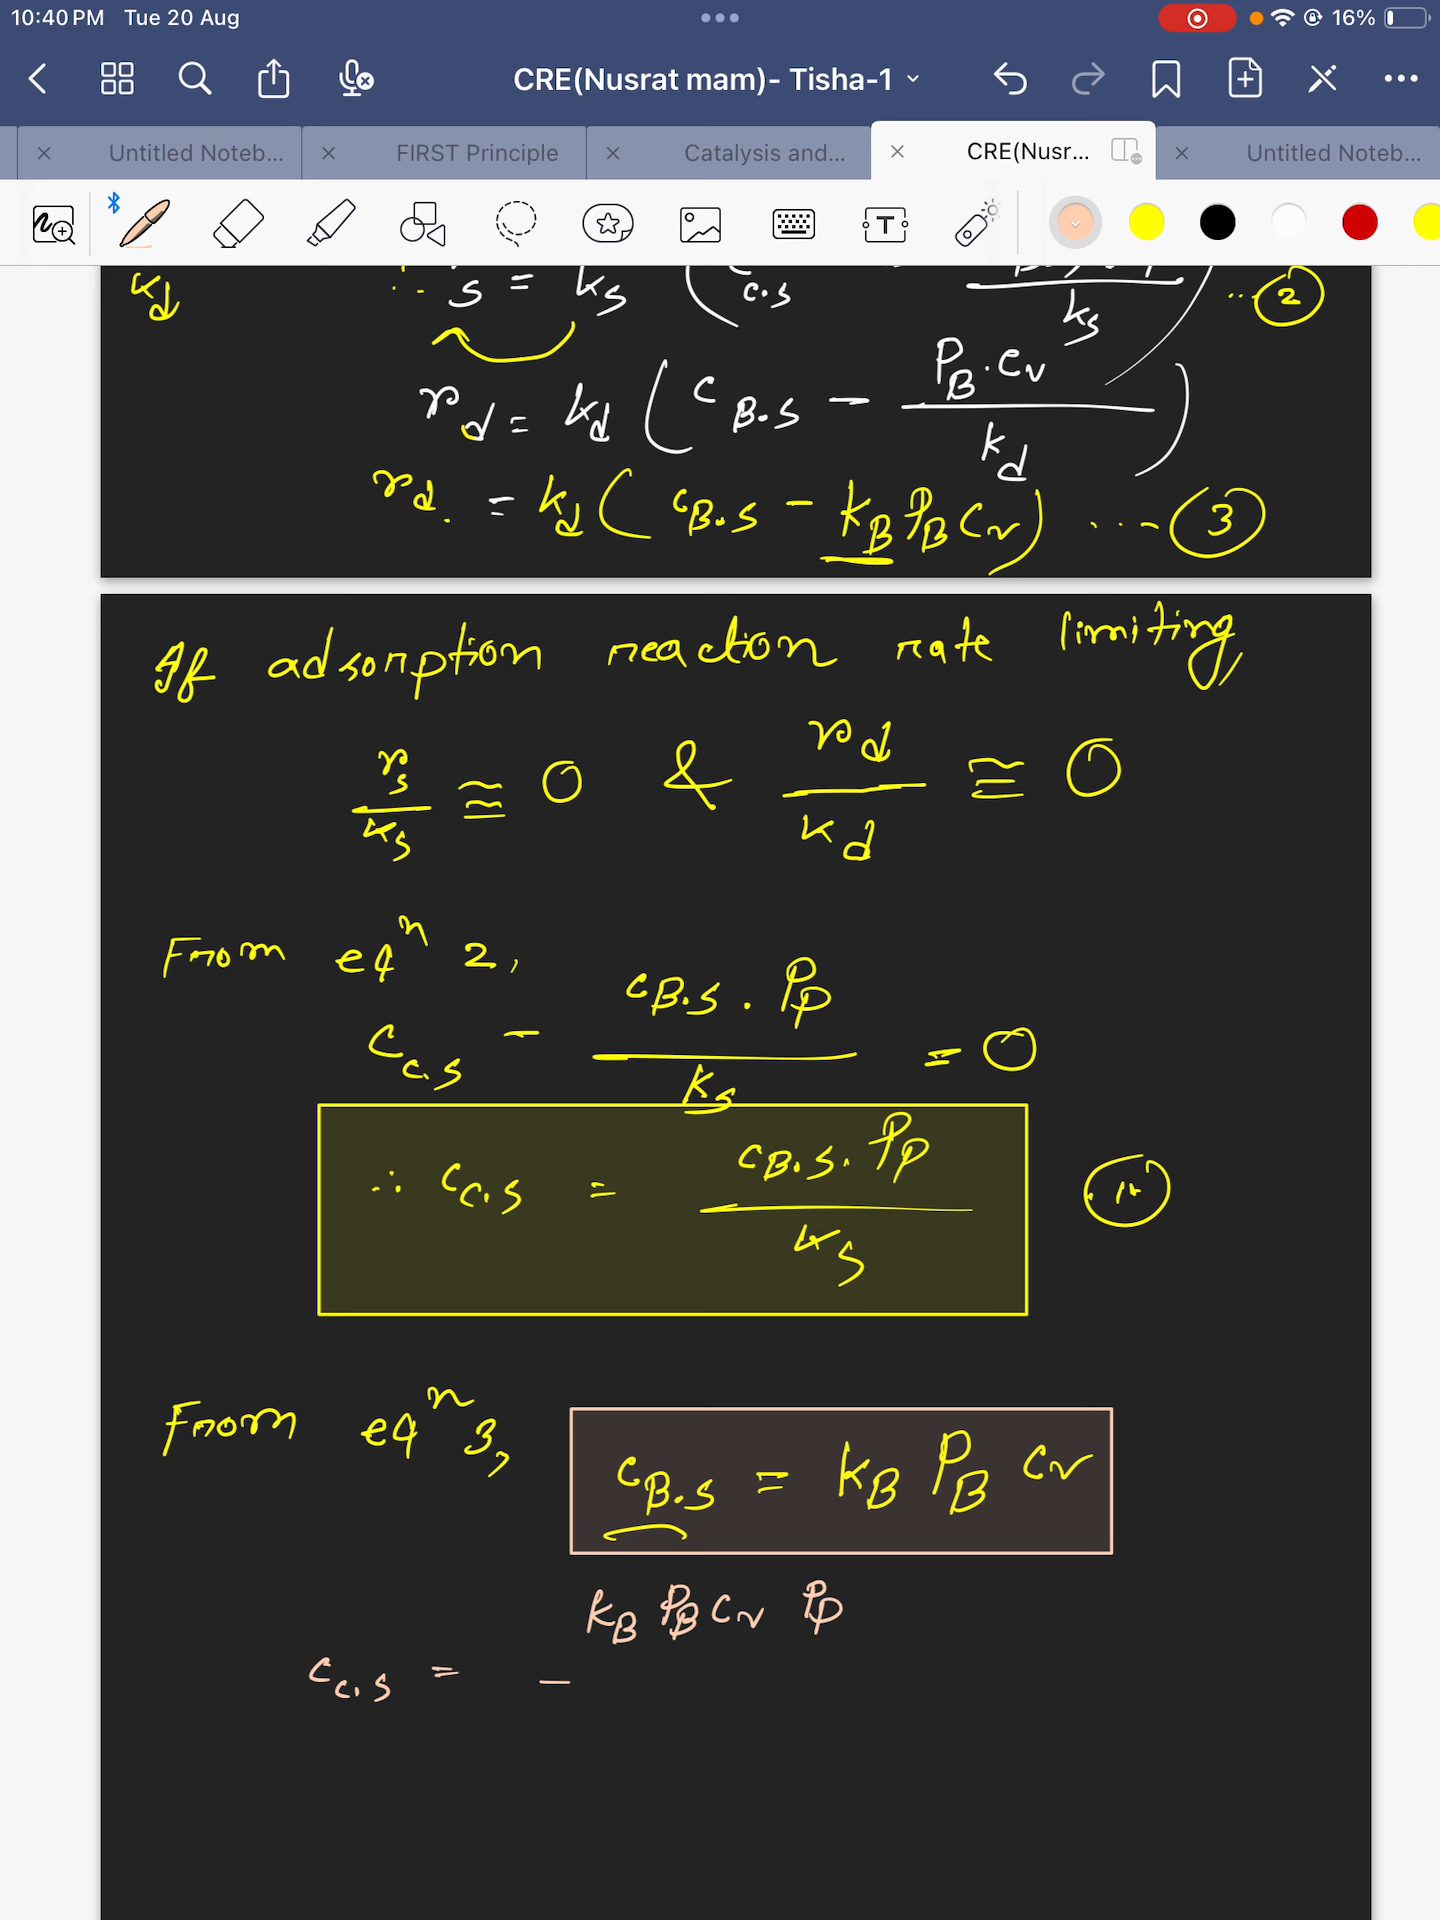 10:40 PM Tue 20 Aug
16%
CRE(Nusrat mam)- Tisha-1
Untitled Noteb...
FIRST Principle
Catalysis and...
CRE(Nusr...
Untitled Noteb...
kd
s = ks (c.s ks) ...②
rd = kd (C B.S − PB.Cv / kd)
rd. = kd (CB.S − kB PB Cv) ....③
If adsorption reaction rate limiting,
rs/ks ≅ 0 & rd/kd ≅ 0
From eqⁿ 2,
Cc.s − CB.S . PP / ks = 0
∴ Cc.s = CB.S. PP / ks
From eqⁿ 3,
CB.S = KB PB Cv
Cc.s = KB PB Cv PP